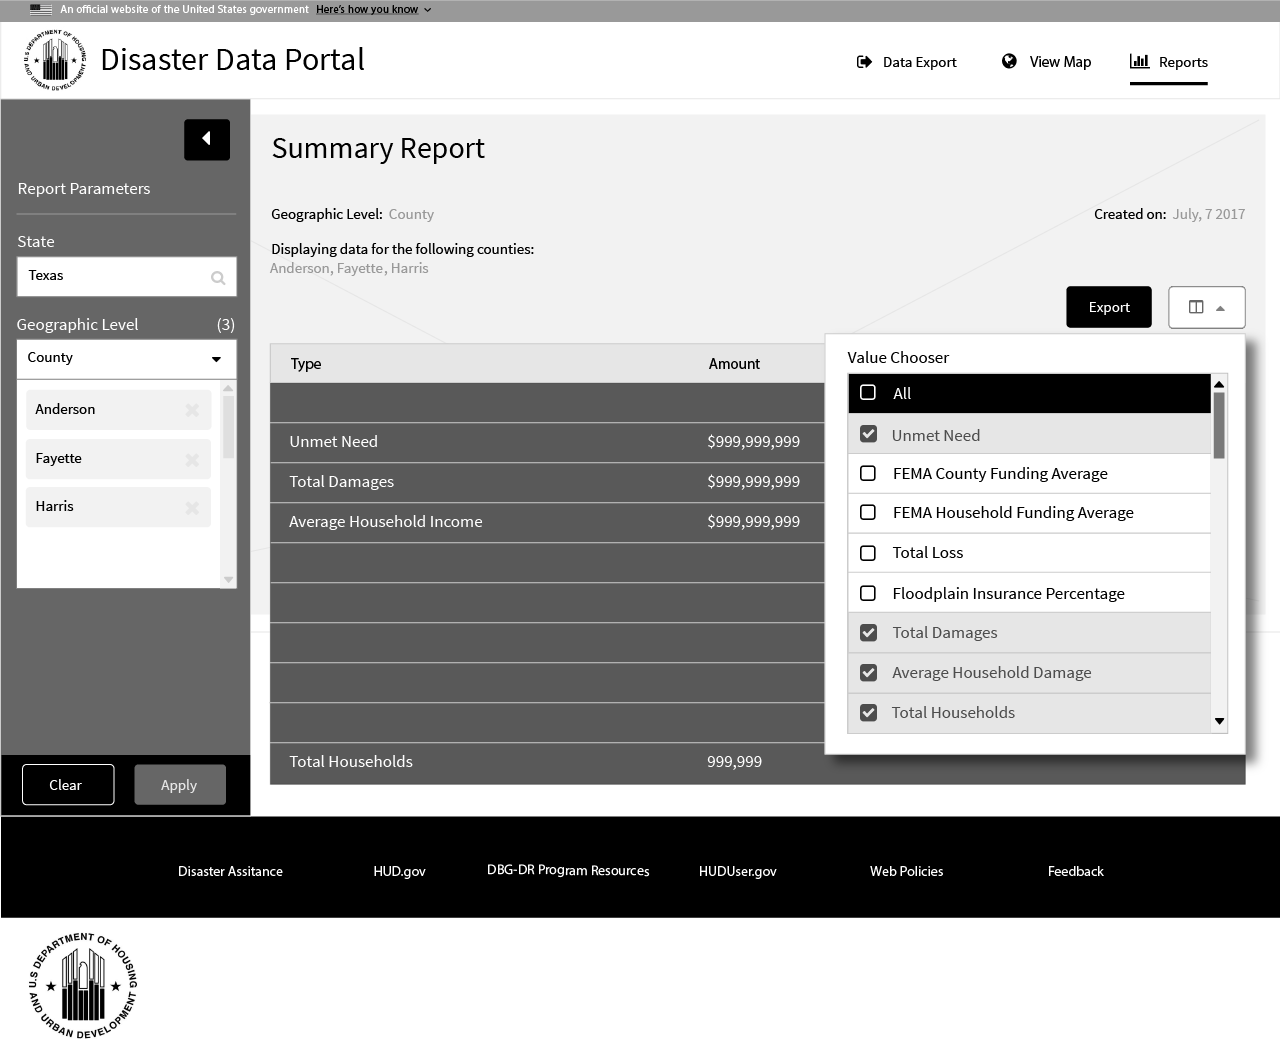 An official website of the United States government Here's how you know
U.S DEPARTMENT OF HOUSING AND URBAN DEVELOPMENT
Disaster Data Portal
Data Export
View Map
Reports
Report Parameters
State
Texas
Geographic Level (3)
County
Anderson
Fayette
Harris
Clear
Apply
Summary Report
Geographic Level: County
Created on: July, 7 2017
Displaying data for the following counties:
Anderson, Fayette, Harris
Export
Type Amount
Unmet Need $999,999,999
Total Damages $999,999,999
Average Household Income $999,999,999
Total Households 999,999
Value Chooser
All
Unmet Need
FEMA County Funding Average
FEMA Household Funding Average
Total Loss
Floodplain Insurance Percentage
Total Damages
Average Household Damage
Total Households
Disaster Assitance
HUD.gov
DBG-DR Program Resources
HUDUser.gov
Web Policies
Feedback
U.S DEPARTMENT OF HOUSING AND URBAN DEVELOPMENT